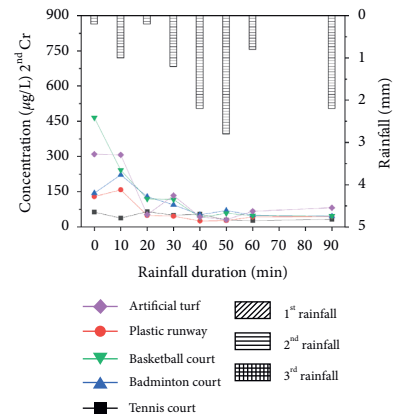 Concentration (μg/L) 2nd Cr
900
750
600
450
300
150
0
0
1
2
3
4
5
Rainfall (mm)
0 10 20 30 40 50 60 70 80 90
Rainfall duration (min)
Artificial turf
Plastic runway
Basketball court
Badminton court
Tennis court
1st rainfall
2nd rainfall
3rd rainfall